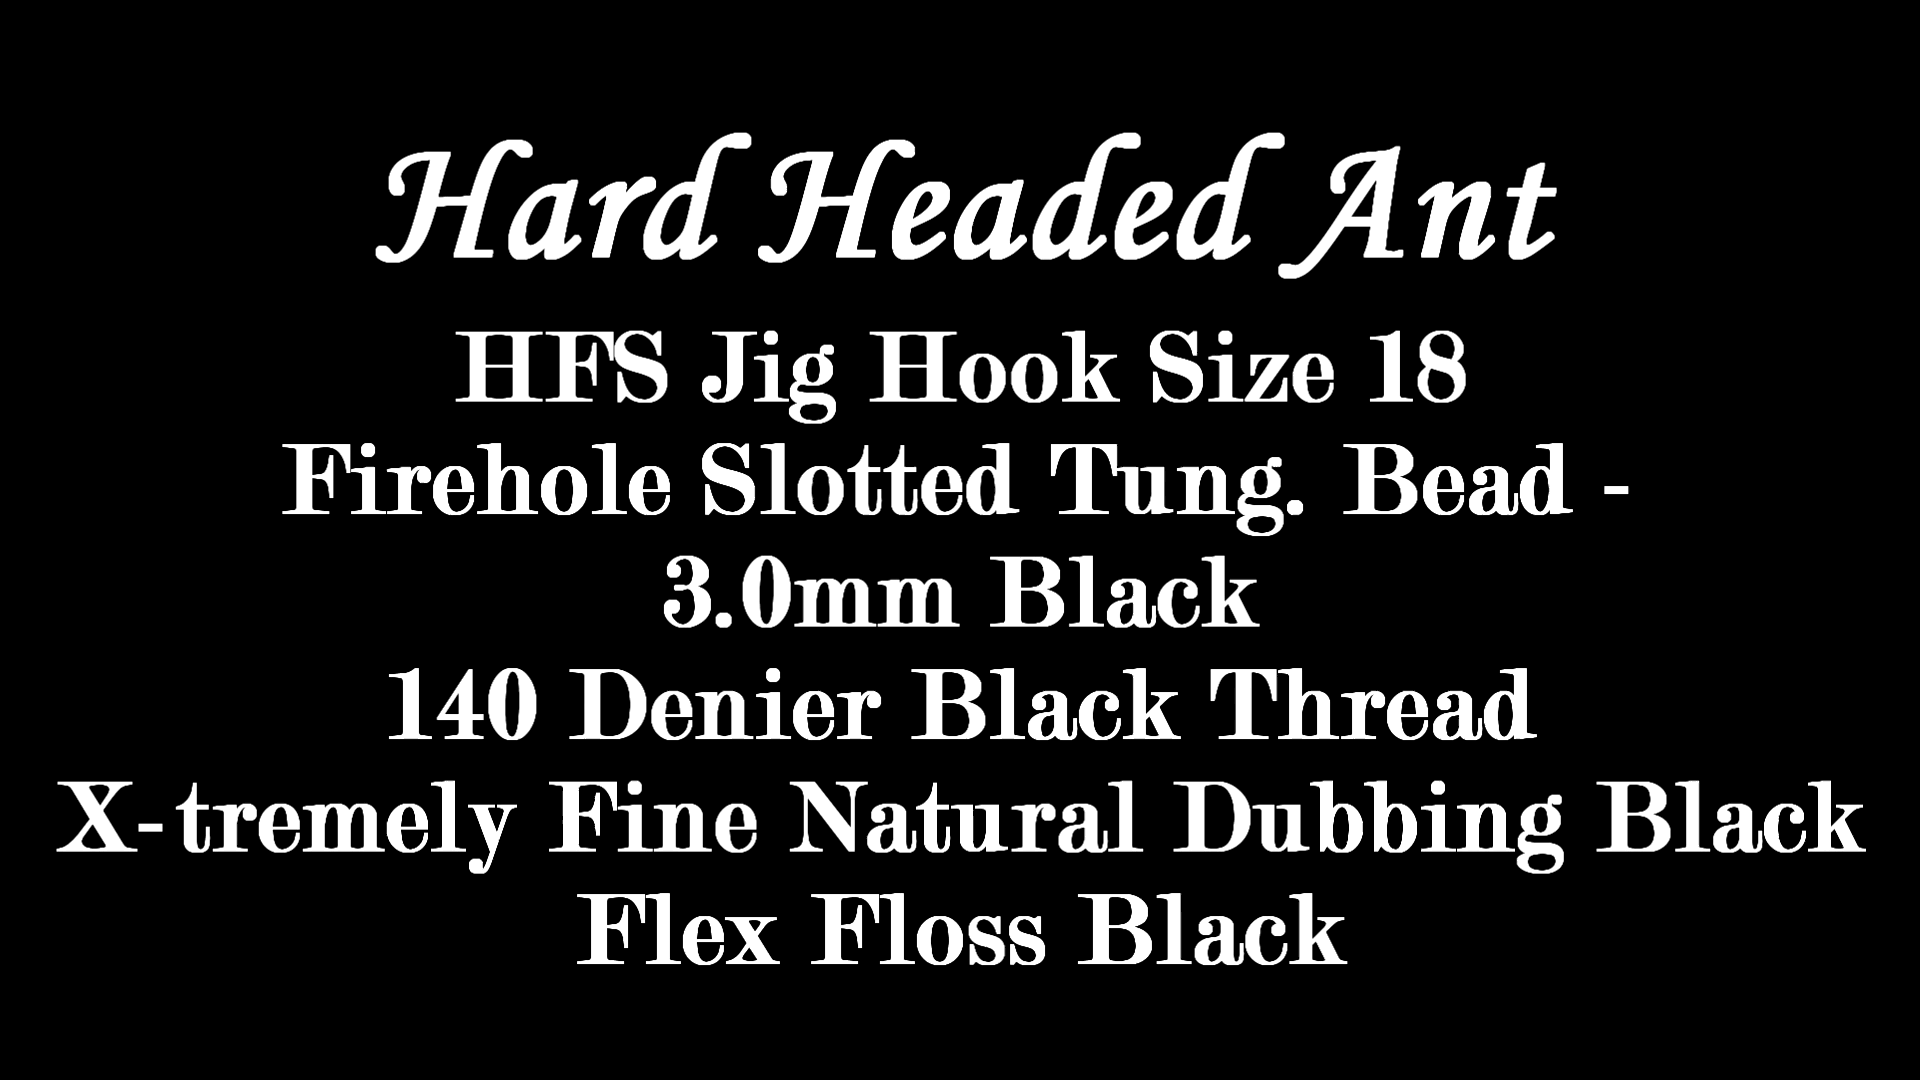 Hard Headed Ant
HFS Jig Hook Size 18
Firehole Slotted Tung. Bead -
3.0mm Black
140 Denier Black Thread
X-tremely Fine Natural Dubbing Black
Flex Floss Black